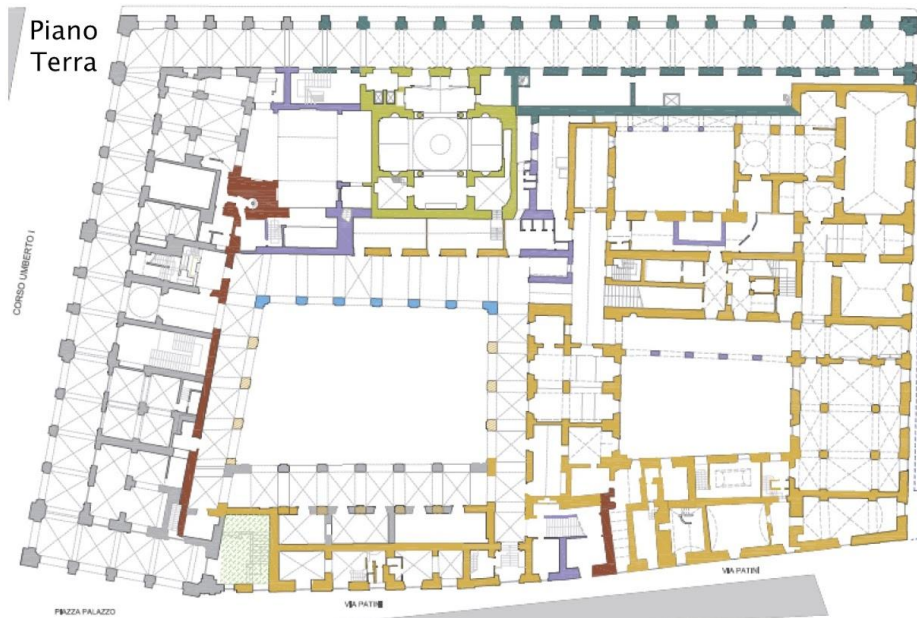 Piano
Terra
CORSO UMBERTO I
PIAZZA PALAZZO
VIA PATINI
VIA PATINI